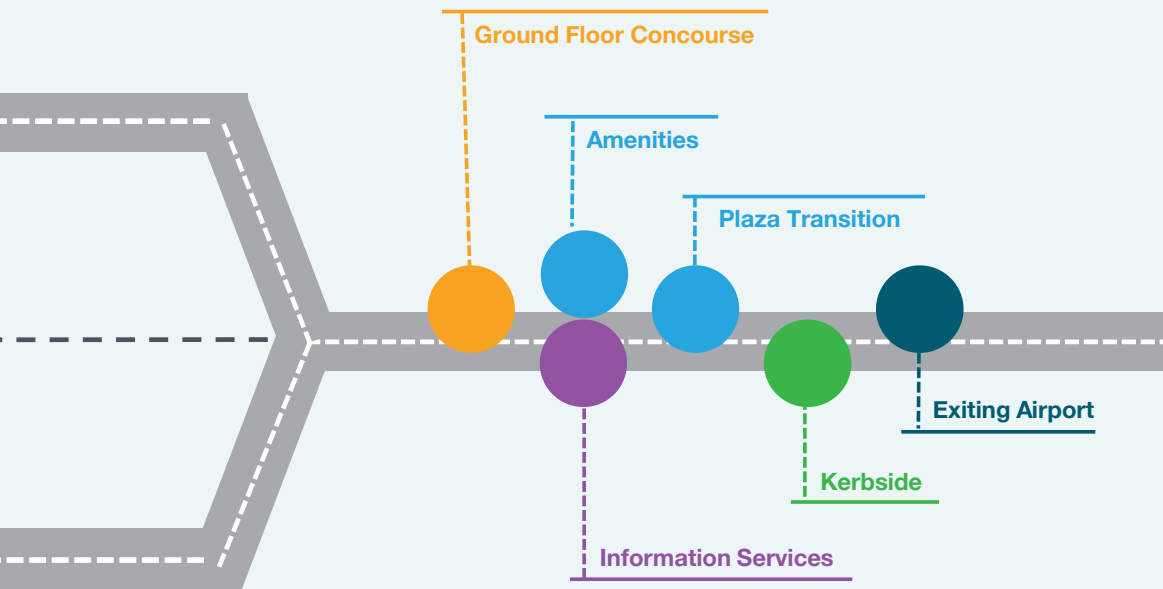 Ground Floor Concourse
Amenities
Plaza Transition
Exiting Airport
Kerbside
Information Services